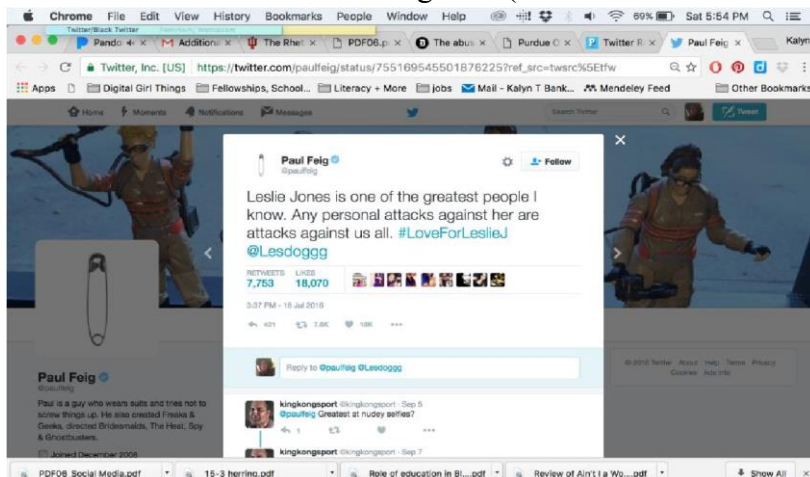 Chrome File Edit View History Bookmarks People Window Help 69% Sat 5:54 PM
Twitter/Black Twitter
Pando Additiona The Rhet PDF06.p The abus Purdue O Twitter R Paul Feig Kalyn
Twitter, Inc. [US] https://twitter.com/paulfeig/status/755169545501876225?ref_src=twsrc%5Etfw
Apps Digital Girl Things Fellowships, School... Literacy + More jobs Mail - Kalyn T Bank... Mendeley Feed Other Bookmarks
Home Moments Notifications Messages Search Twitter Tweet
Paul Feig
@paulfeig
Follow
Leslie Jones is one of the greatest people I
know. Any personal attacks against her are
attacks against us all. #LoveForLeslieJ
@Lesdoggg
RETWEETS LIKES
7,753 18,070
3:37 PM - 18 Jul 2016
421 7.8K 18K
Reply to @paulfeig @Lesdoggg
kingkongsport @kingkongsport · Sep 5
@paulfeig Greatest at nudey selfies?
1
kingkongsport @kingkongsport · Sep 7
Paul Feig
@paulfeig
Paul is a guy who wears suits and tries not to
screw things up. He also created Freaks &
Geeks, directed Bridesmaids, The Heat, Spy
& Ghostbusters.
Joined December 2008
© 2016 Twitter About Help Terms Privacy
Cookies Ads info
PDF06 Social Media.pdf 15-3 herring.pdf Role of education in Bl....pdf Review of Ain't I a Wo....pdf Show All